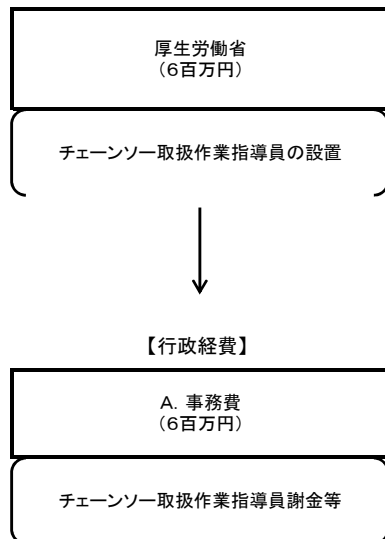 厚生労働省
（6百万円）
チェーンソー取扱作業指導員の設置
【行政経費】
A. 事務費
（6百万円）
チェーンソー取扱作業指導員謝金等